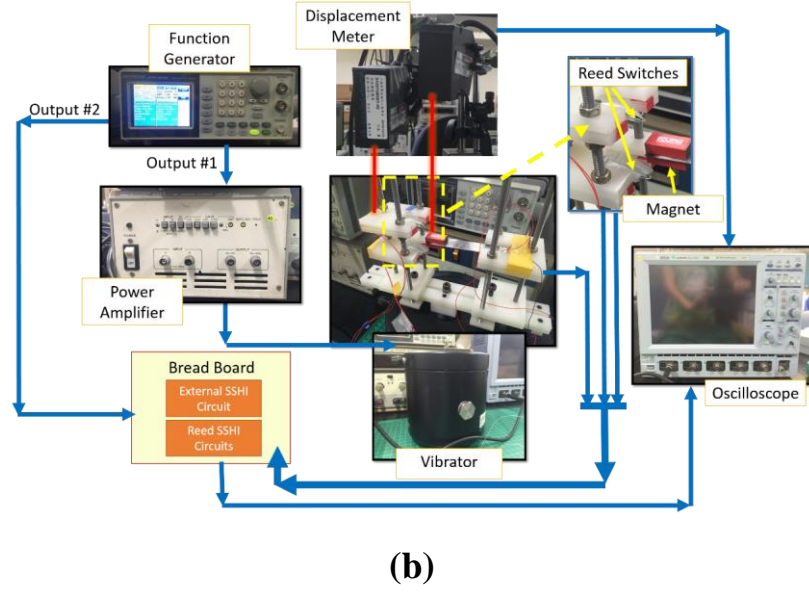 Function
Generator
Displacement
Meter
Reed Switches
Output #2
Output #1
Magnet
Power
Amplifier
Bread Board
External SSHI
Circuit
Reed SSHI
Circuits
Vibrator
Oscilloscope
(b)